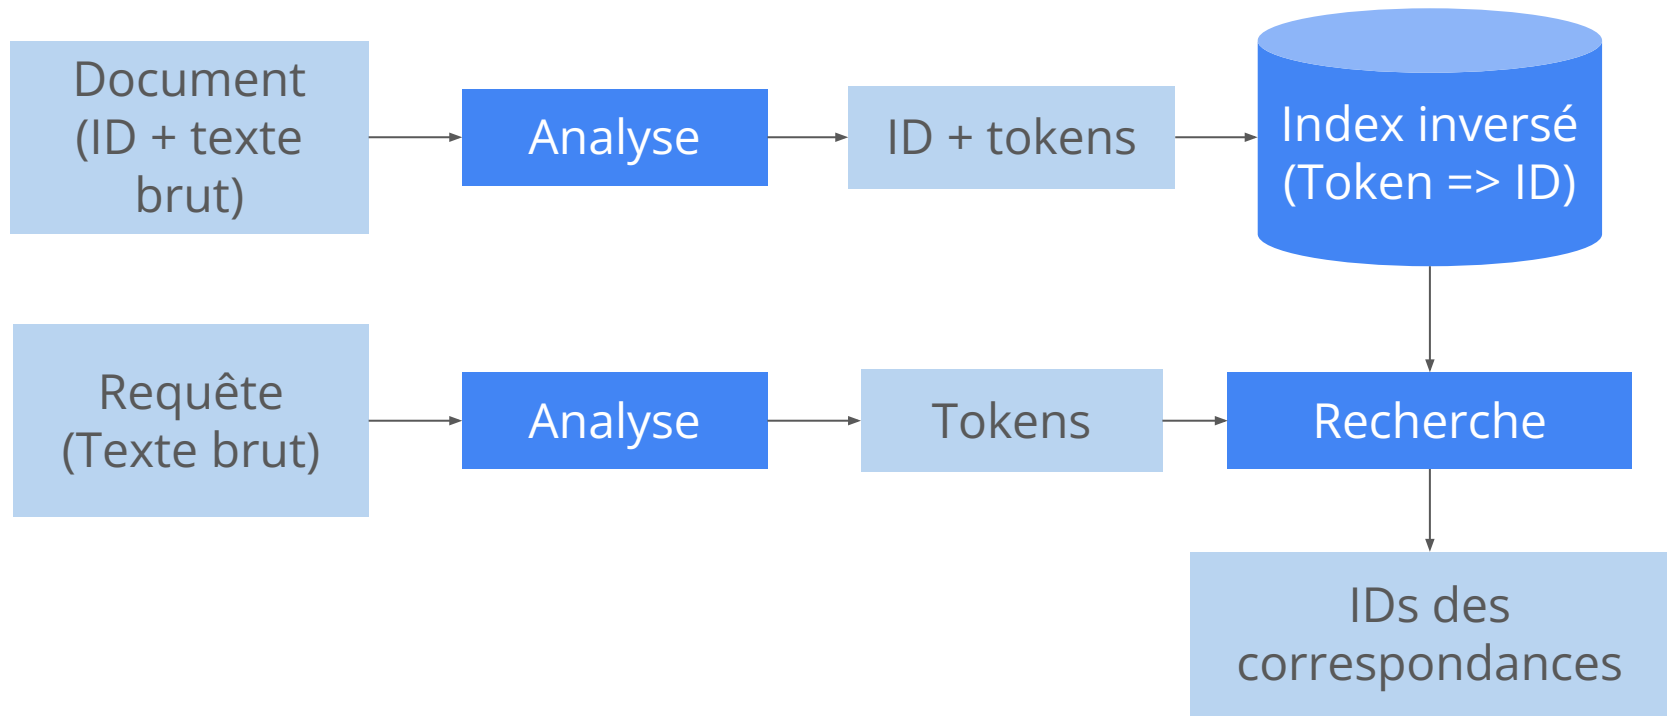 Document
(ID + texte
brut)
Analyse
ID + tokens
Index inversé
(Token => ID)
Requête
(Texte brut)
Analyse
Tokens
Recherche
IDs des
correspondances